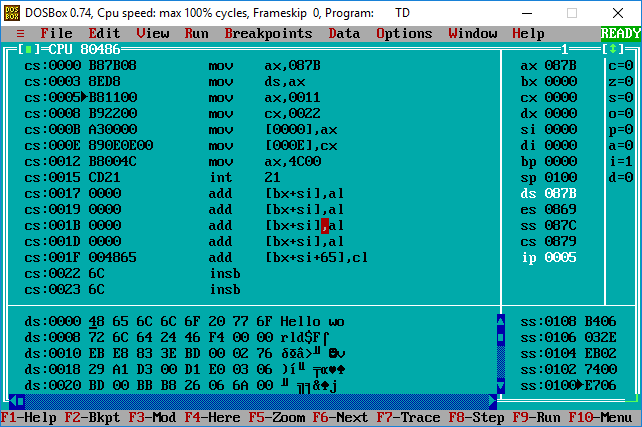 DOSBox 0.74, Cpu speed: max 100% cycles, Frameskip 0, Program: TD
≡ File Edit View Run Breakpoints Data Options Window Help READY
[■]=CPU 80486 1 [↕]
cs:0000 B87B08 mov ax,087B ax 087B c=0
cs:0003 8ED8 mov ds,ax bx 0000 z=0
cs:0005►B81100 mov ax,0011 cx 0000 s=0
cs:0008 B92200 mov cx,0022 dx 0000 o=0
cs:000B A30000 mov [0000],ax si 0000 p=0
cs:000E 890E0E00 mov [000E],cx di 0000 a=0
cs:0012 B8004C mov ax,4C00 bp 0000 i=1
cs:0015 CD21 int 21 sp 0100 d=0
cs:0017 0000 add [bx+si],al ds 087B
cs:0019 0000 add [bx+si],al es 0869
cs:001B 0000 add [bx+si],al ss 087C
cs:001D 0000 add [bx+si],al cs 0879
cs:001F 004865 add [bx+si+65],cl ip 0005
cs:0022 6C insb
cs:0023 6C insb
ds:0000 48 65 6C 6C 6F 20 77 6F Hello wo ss:0108 B406
ds:0008 72 6C 64 24 46 F4 00 00 rld$F⌠ ss:0106 032E
ds:0010 EB E8 83 3E BD 00 02 76 δΦâ>╜ ☻v ss:0104 EB02
ds:0018 29 A1 D3 00 D1 E0 03 06 )í╙ ╤α♥♠ ss:0102 7400
ds:0020 BD 00 BB B8 26 06 6A 00 ╜ ╗╕&♠j ss:0100►E706
F1-Help F2-Bkpt F3-Mod F4-Here F5-Zoom F6-Next F7-Trace F8-Step F9-Run F10-Menu